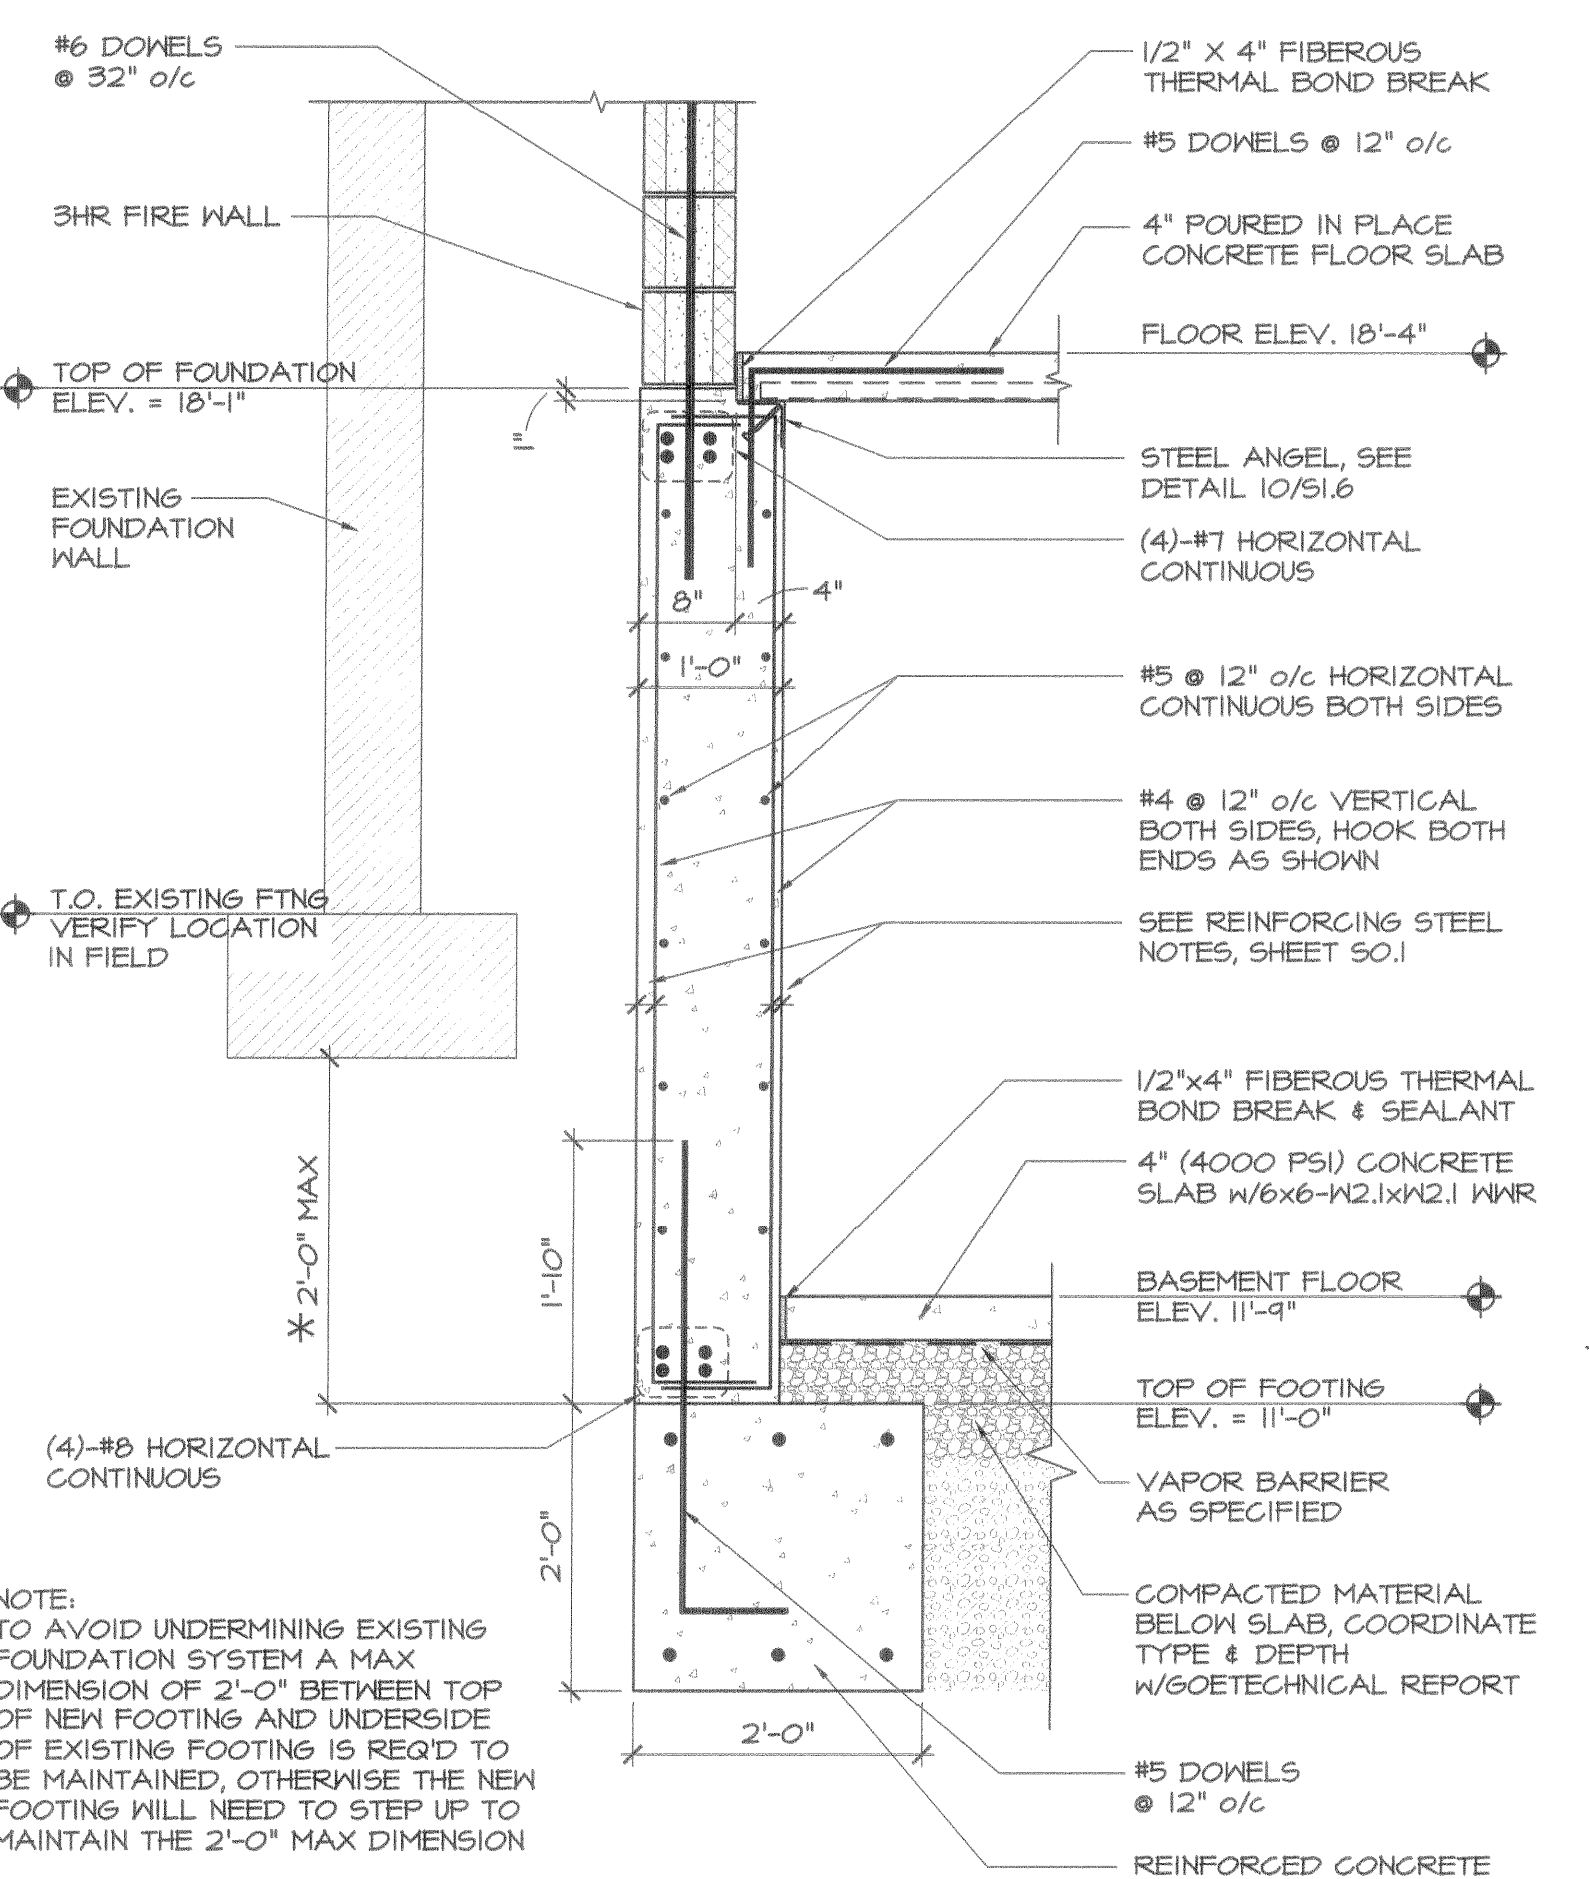 #6 DOWELS
@ 32" o/c
3HR FIRE WALL
TOP OF FOUNDATION
ELEV. = 18'-1"
1"
EXISTING
FOUNDATION
WALL
T.O. EXISTING FTNG
VERIFY LOCATION
IN FIELD
* 2'-0" MAX
1'-10"
2'-0"
(4)-#8 HORIZONTAL
CONTINUOUS
NOTE:
TO AVOID UNDERMINING EXISTING
FOUNDATION SYSTEM A MAX
DIMENSION OF 2'-0" BETWEEN TOP
OF NEW FOOTING AND UNDERSIDE
OF EXISTING FOOTING IS REQ'D TO
BE MAINTAINED, OTHERWISE THE NEW
FOOTING WILL NEED TO STEP UP TO
MAINTAIN THE 2'-0" MAX DIMENSION
8"
4"
1'-0"
2'-0"
1/2" X 4" FIBEROUS
THERMAL BOND BREAK
#5 DOWELS @ 12" o/c
4" POURED IN PLACE
CONCRETE FLOOR SLAB
FLOOR ELEV. 18'-4"
STEEL ANGEL, SEE
DETAIL 10/S1.6
(4)-#7 HORIZONTAL
CONTINUOUS
#5 @ 12" o/c HORIZONTAL
CONTINUOUS BOTH SIDES
#4 @ 12" o/c VERTICAL
BOTH SIDES, HOOK BOTH
ENDS AS SHOWN
SEE REINFORCING STEEL
NOTES, SHEET S0.1
1/2"x4" FIBEROUS THERMAL
BOND BREAK & SEALANT
4" (4000 PSI) CONCRETE
SLAB w/6x6-W2.1xW2.1 WWR
BASEMENT FLOOR
ELEV. 11'-9"
TOP OF FOOTING
ELEV. = 11'-0"
VAPOR BARRIER
AS SPECIFIED
COMPACTED MATERIAL
BELOW SLAB, COORDINATE
TYPE & DEPTH
w/GOETECHNICAL REPORT
#5 DOWELS
@ 12" o/c
REINFORCED CONCRETE